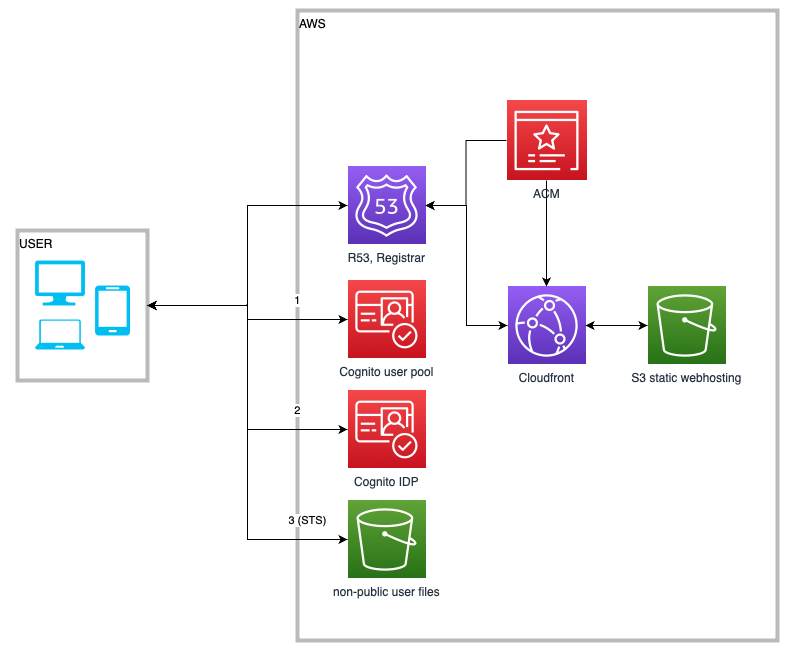 AWS
ACM
53
R53, Registrar
USER
1
Cognito user pool
Cloudfront
S3 static webhosting
2
Cognito IDP
3 (STS)
non-public user files